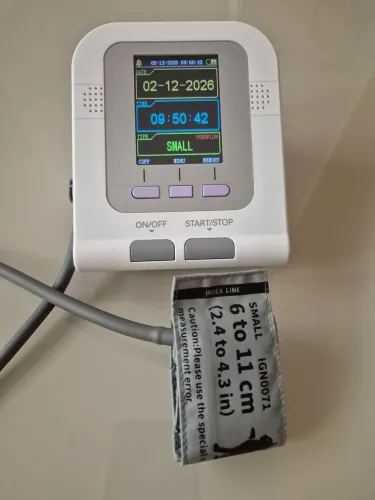 02-12-2026 09:50:42
DATE
02-12-2026
TIME
09:50:42
TYPE OVERFLOW
SMALL
CUFF MENU MEMORY
ON/OFF START/STOP
INDEX LINE
SMALL IGN0071
6 to 11 cm
(2.4 to 4.3 in)
Caution:Please use the special
measurement error.